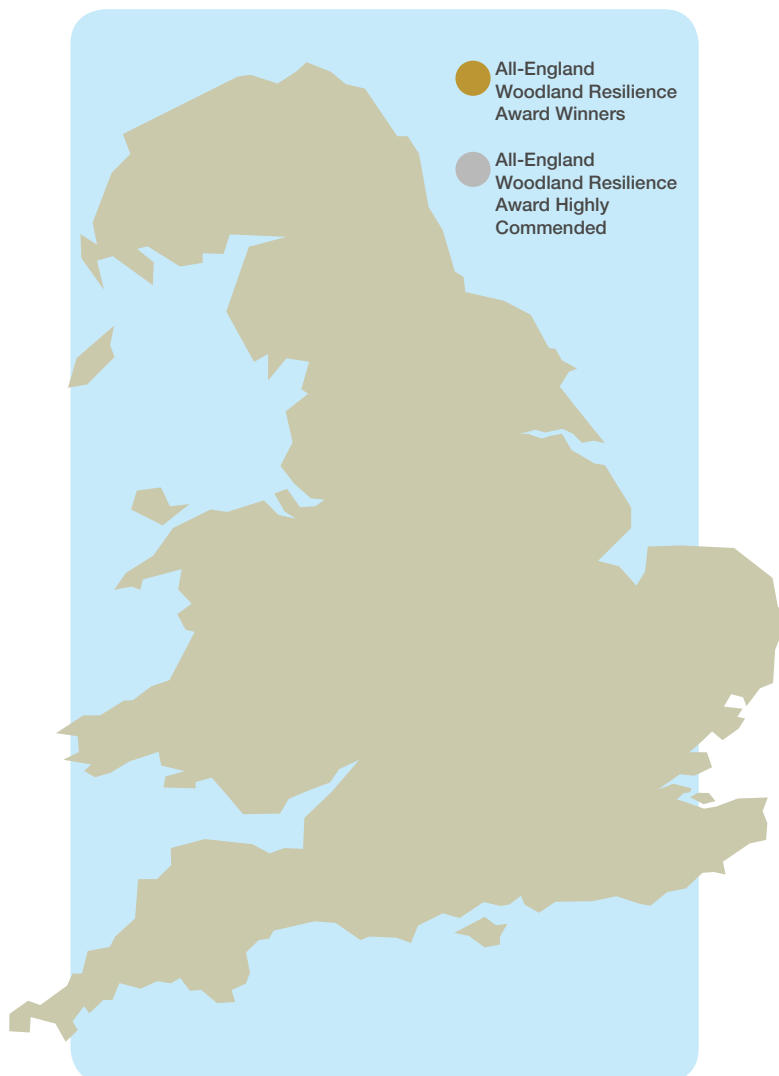 All-England
Woodland Resilience
Award Winners
All-England
Woodland Resilience
Award Highly
Commended